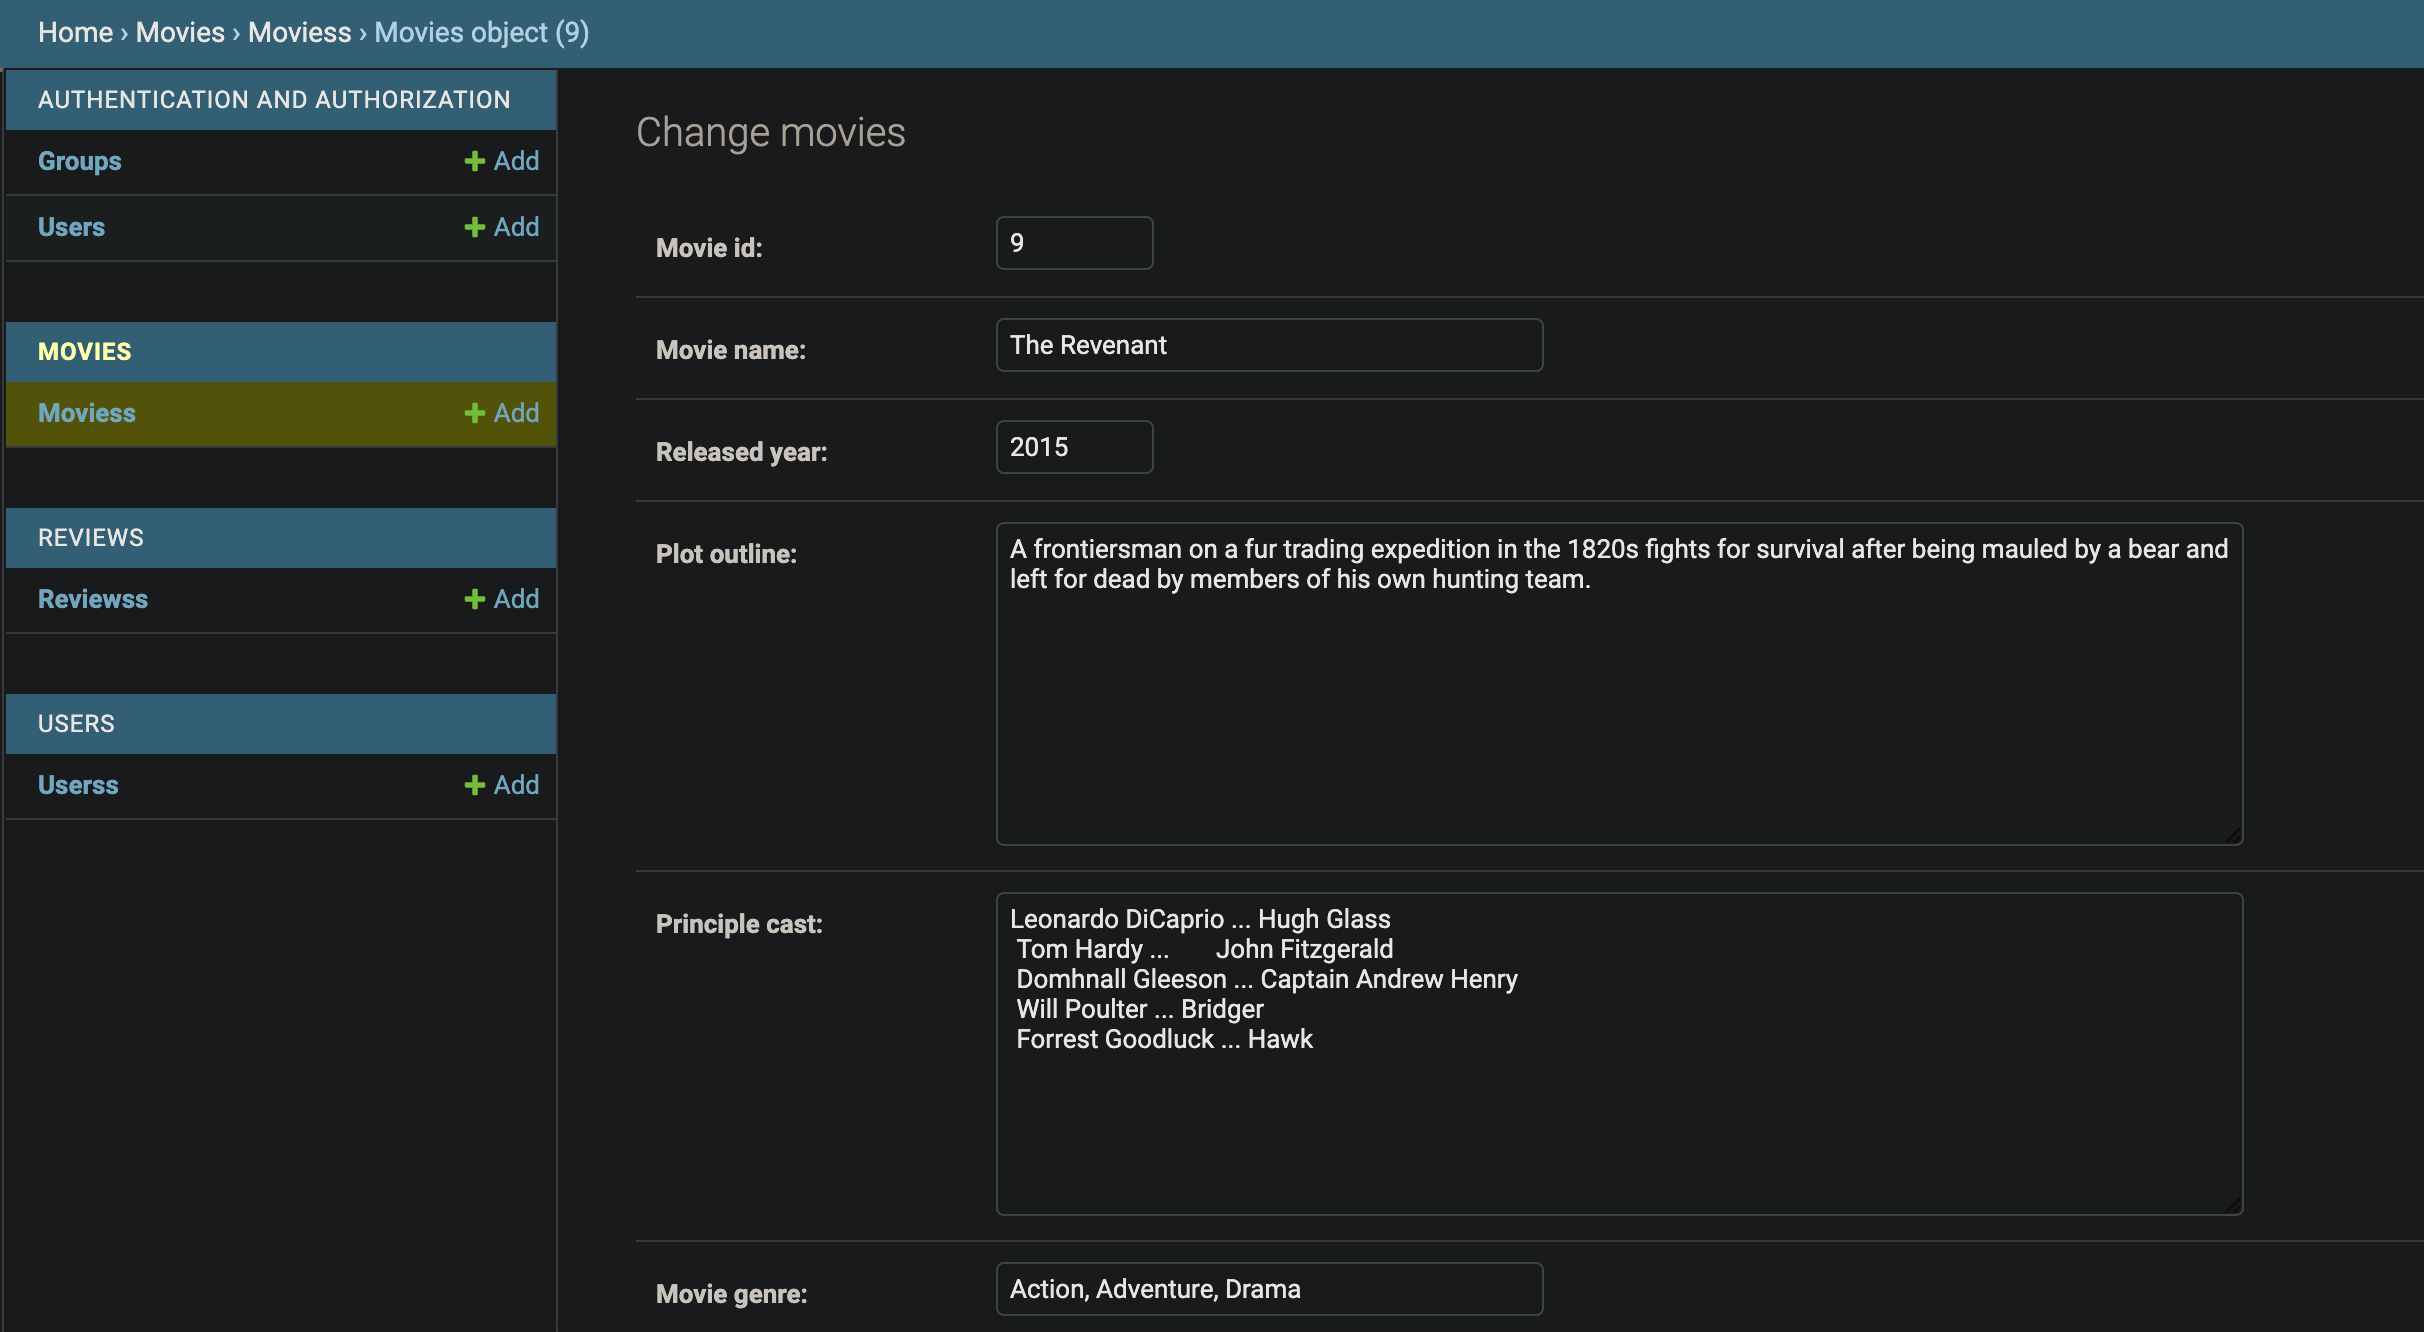 Home › Movies › Moviess › Movies object (9)
AUTHENTICATION AND AUTHORIZATION
Groups + Add
Users + Add
MOVIES
Moviess + Add
REVIEWS
Reviewss + Add
USERS
Userss + Add
Change movies
Movie id: 9
Movie name: The Revenant
Released year: 2015
Plot outline: A frontiersman on a fur trading expedition in the 1820s fights for survival after being mauled by a bear and
left for dead by members of his own hunting team.
Principle cast: Leonardo DiCaprio ... Hugh Glass
Tom Hardy ... John Fitzgerald
Domhnall Gleeson ... Captain Andrew Henry
Will Poulter ... Bridger
Forrest Goodluck ... Hawk
Movie genre: Action, Adventure, Drama